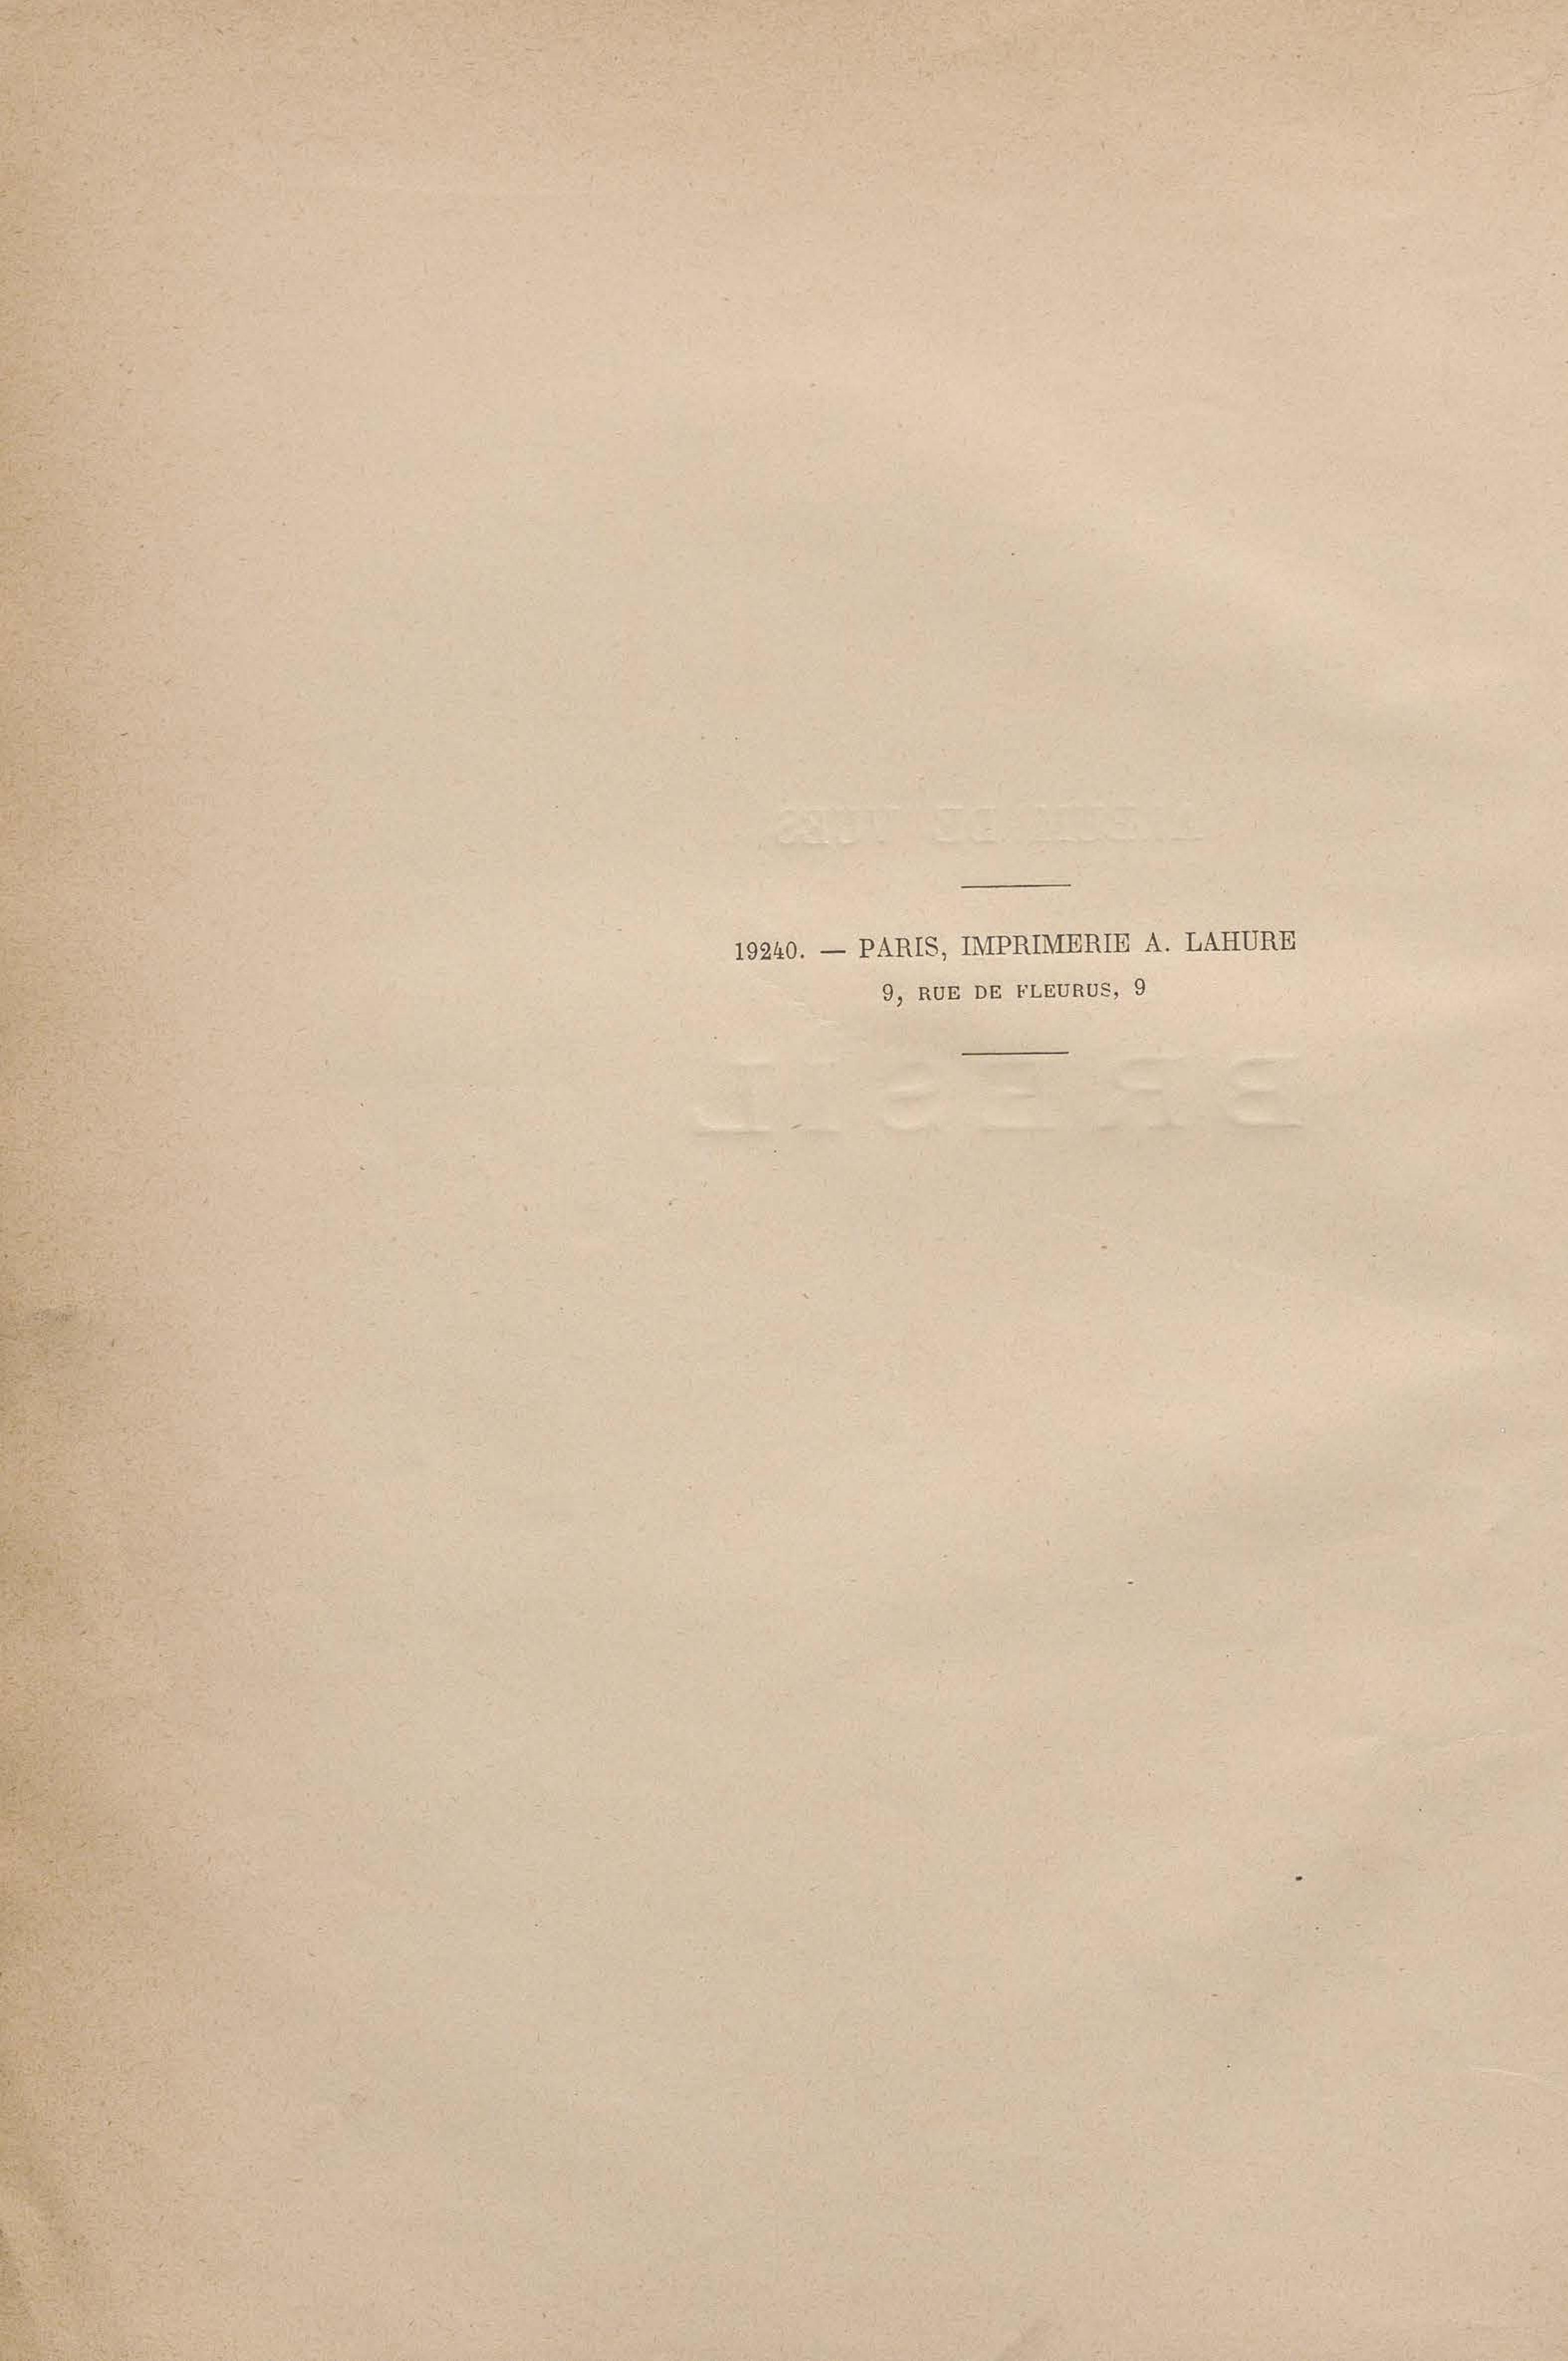 19240. — PARIS, IMPRIMERIE A. LAHURE
9, RUE DE FLEURUS, 9